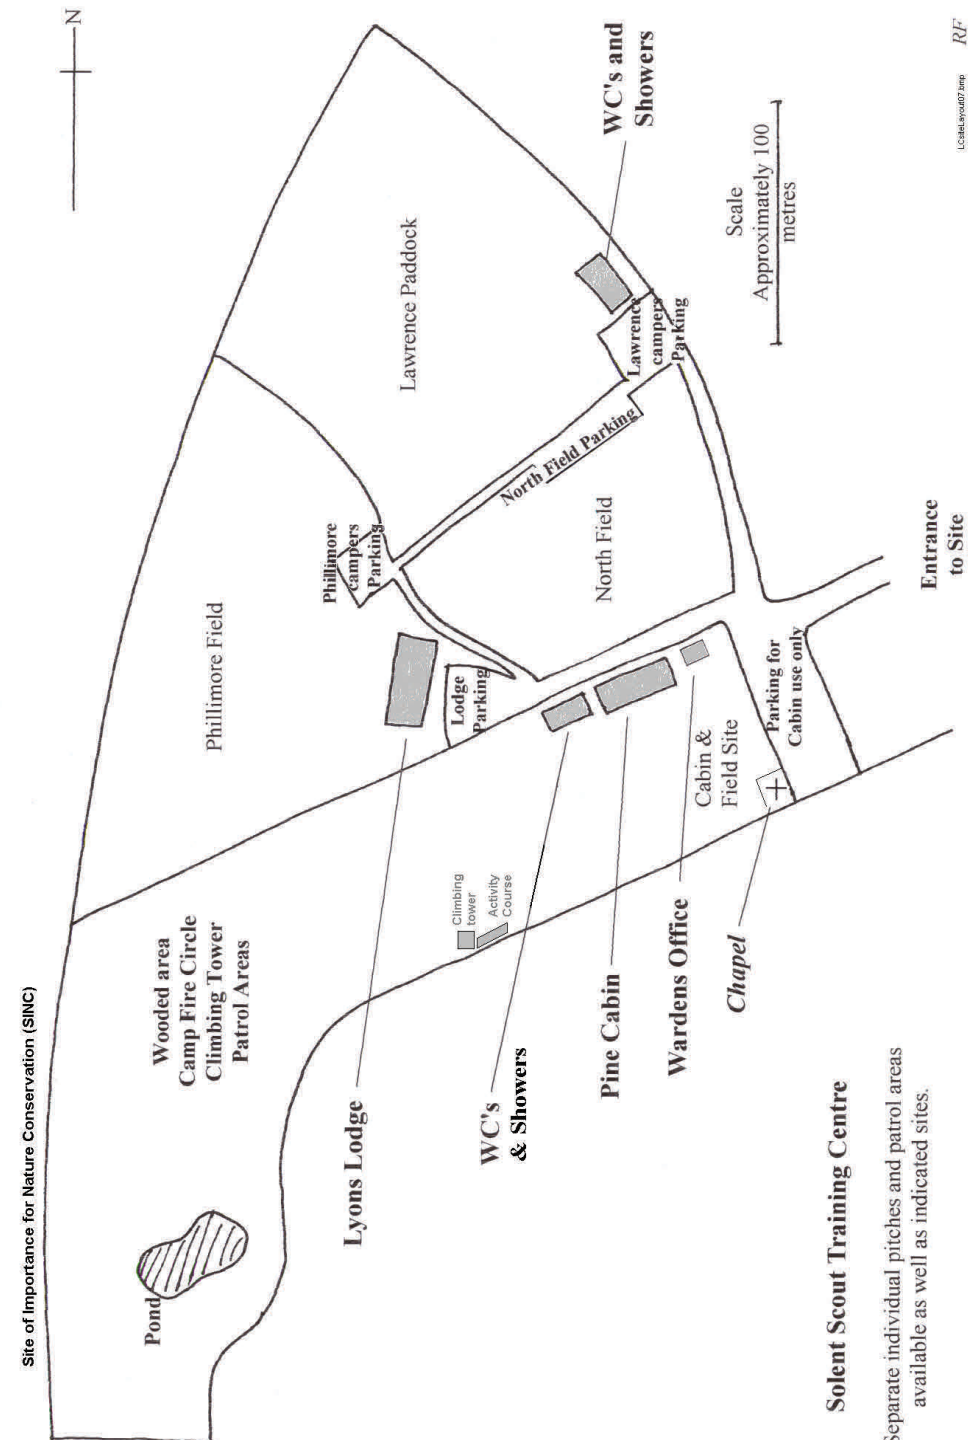 Site of Importance for Nature Conservation (SINC)
N
WC's and
Showers
RF
LCsiteLayout07.bmp
Scale
Approximately 100
metres
Lawrence Paddock
Lawrence
campers
Parking
North Field Parking
North Field
Phillimore
campers
Parking
Phillimore Field
Entrance
to Site
Lodge
Parking
Parking for
Cabin use only
Cabin &
Field Site
Climbing
tower
Activity
Course
Wooded area
Camp Fire Circle
Climbing Tower
Patrol Areas
Pond
Lyons Lodge
WC's
& Showers
Pine Cabin
Wardens Office
Chapel
Solent Scout Training Centre
Separate individual pitches and patrol areas
available as well as indicated sites.